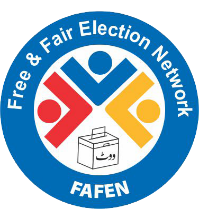 Free & Fair Election Network
ووٹ
FAFEN